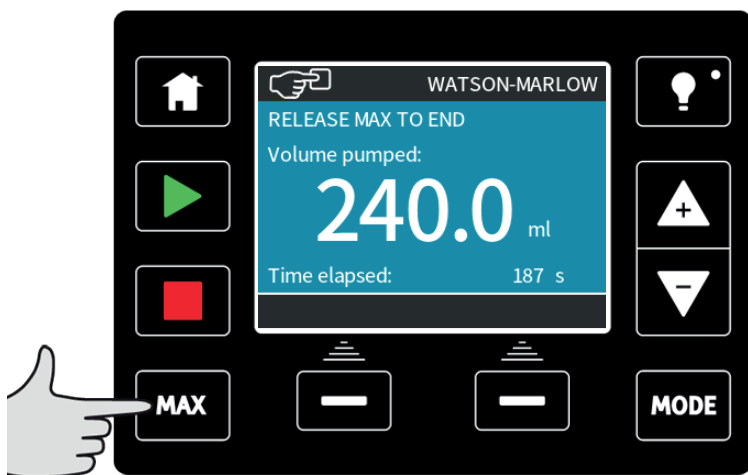 WATSON-MARLOW
RELEASE MAX TO END
Volume pumped:
240.0 ml
Time elapsed: 187 s
+
−
MAX
MODE